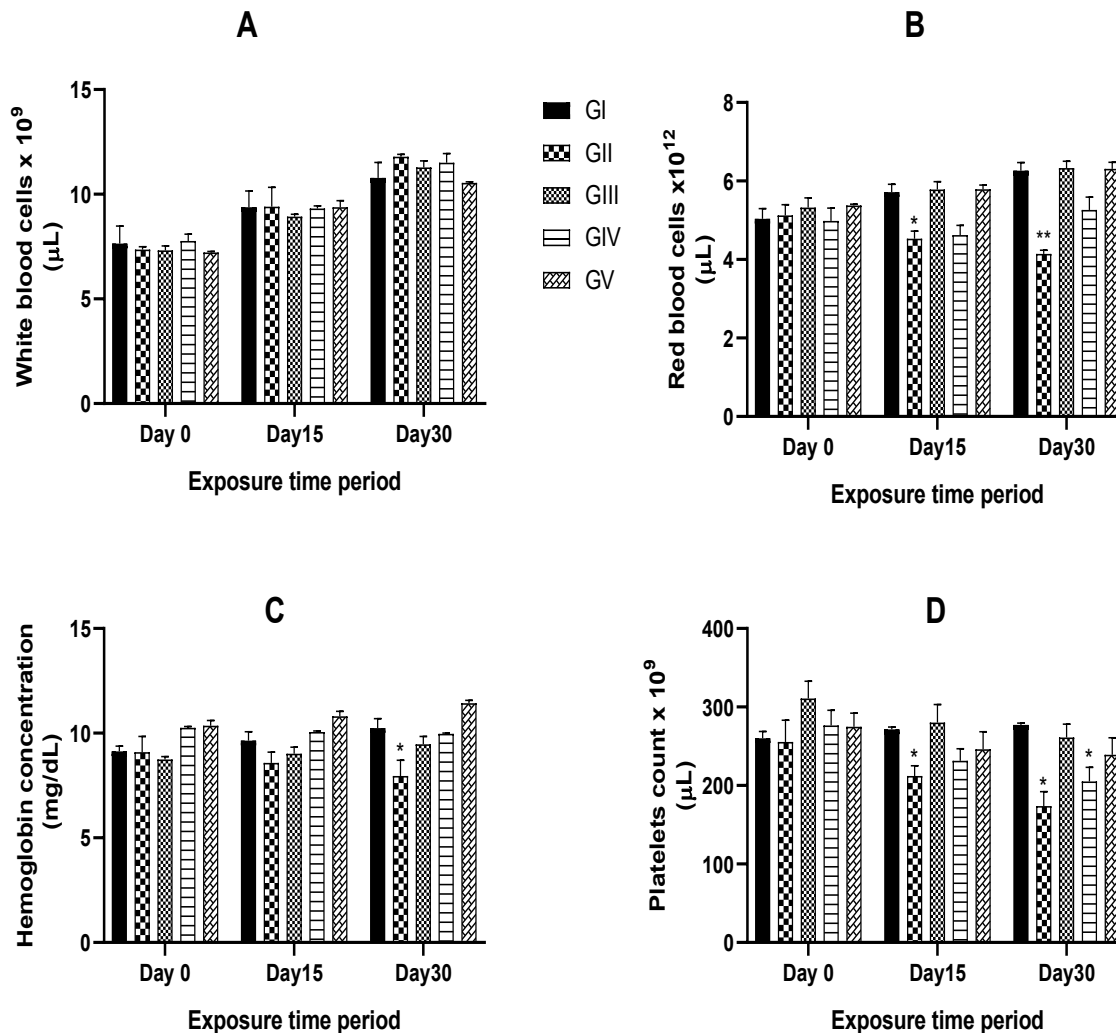 A
White blood cells x 10⁹
(μL)
15
10
5
0
Day 0 Day15 Day30
Exposure time period
GI
GII
GIII
GIV
GV
B
Red blood cells x10¹²
(μL)
8
6
4
2
0
*
**
Day 0 Day15 Day30
Exposure time period
C
Hemoglobin concentration
(mg/dL)
15
10
5
0
*
Day 0 Day15 Day30
Exposure time period
D
Platelets count x 10⁹
(μL)
400
300
200
100
0
*
*
*
Day 0 Day15 Day30
Exposure time period